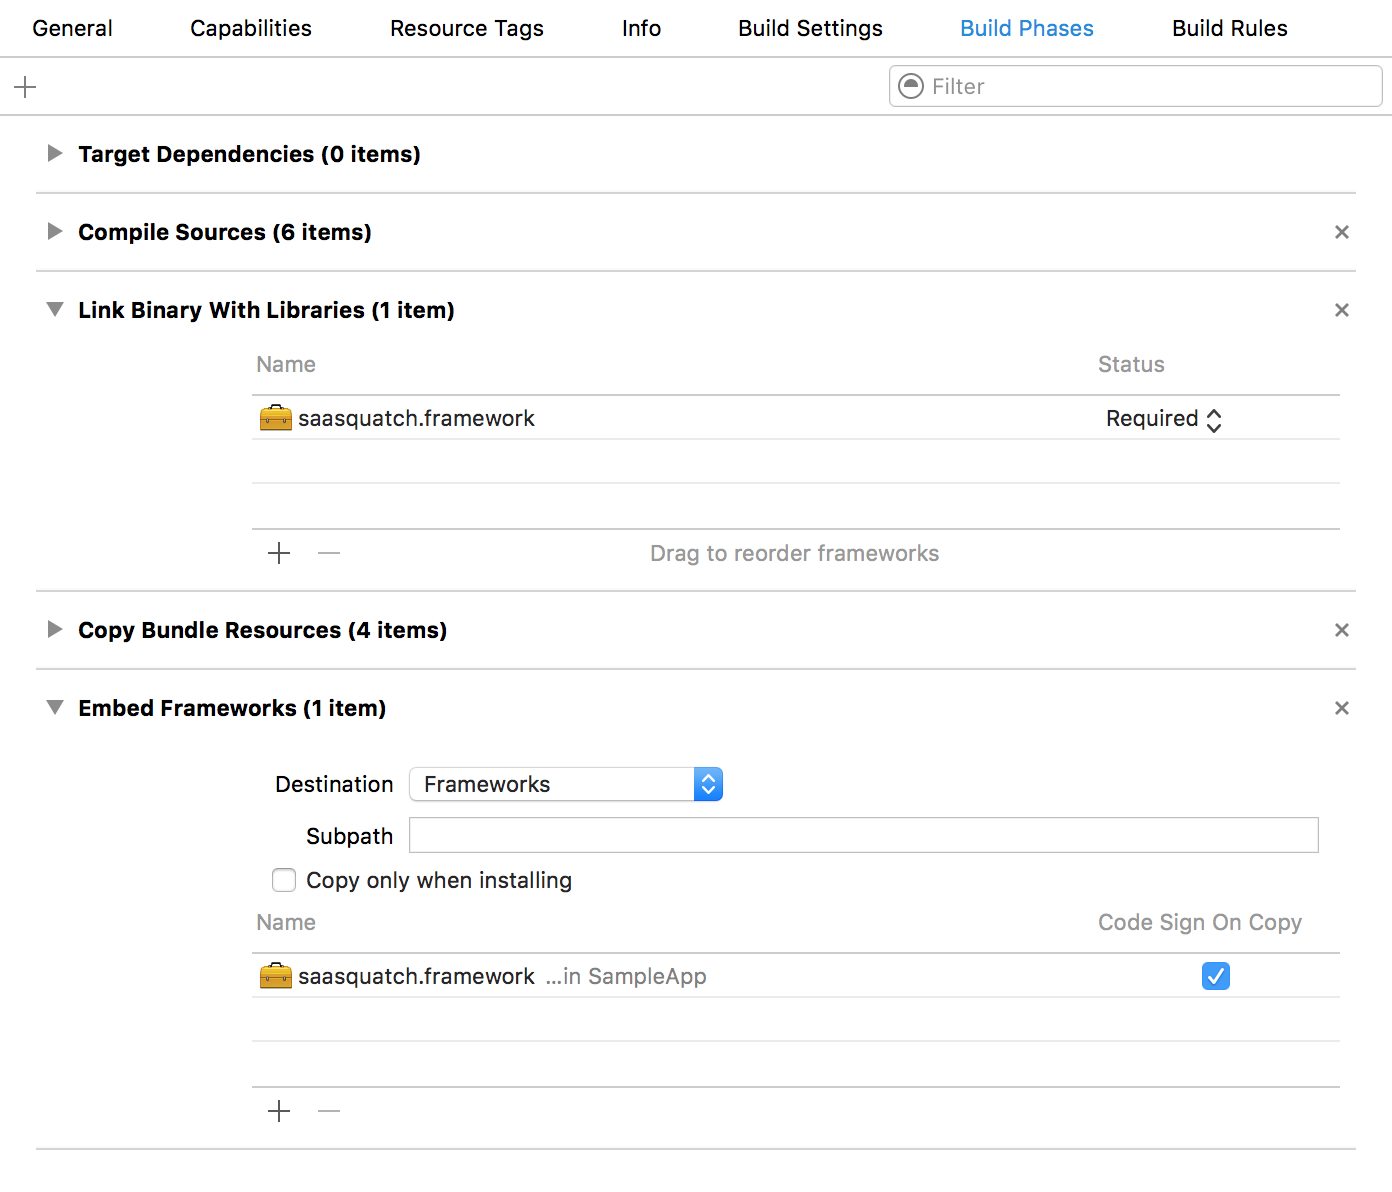 General Capabilities Resource Tags Info Build Settings Build Phases Build Rules
Filter
Target Dependencies (0 items)
Compile Sources (6 items)
Link Binary With Libraries (1 item)
Name Status
saasquatch.framework Required
Drag to reorder frameworks
Copy Bundle Resources (4 items)
Embed Frameworks (1 item)
Destination Frameworks
Subpath
Copy only when installing
Name Code Sign On Copy
saasquatch.framework ...in SampleApp